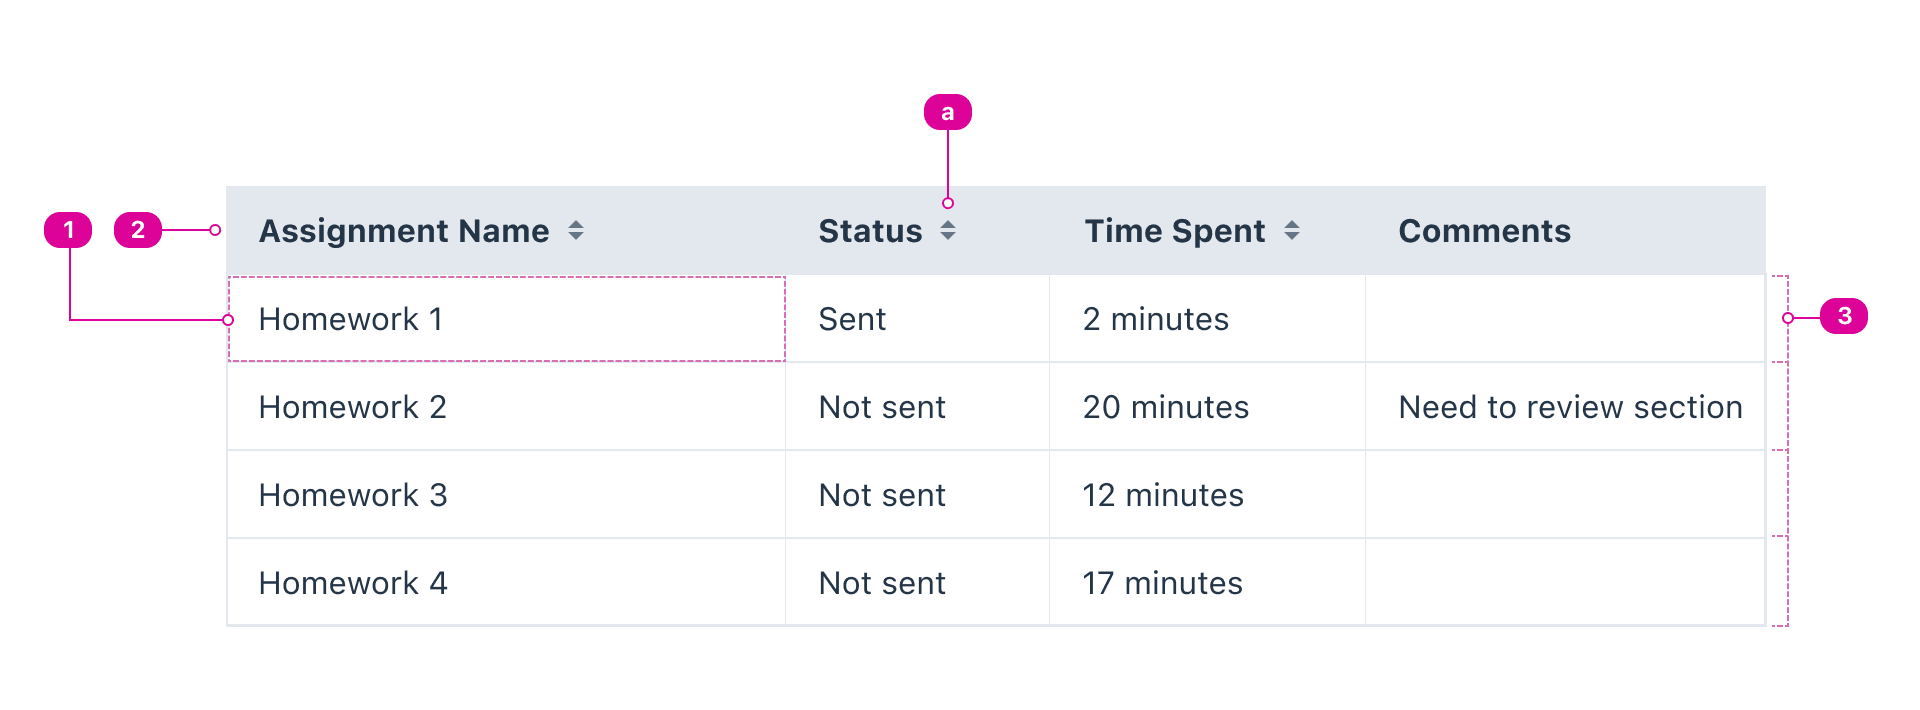 a
1 2 Assignment Name Status Time Spent Comments
Homework 1 Sent 2 minutes 3
Homework 2 Not sent 20 minutes Need to review section
Homework 3 Not sent 12 minutes
Homework 4 Not sent 17 minutes